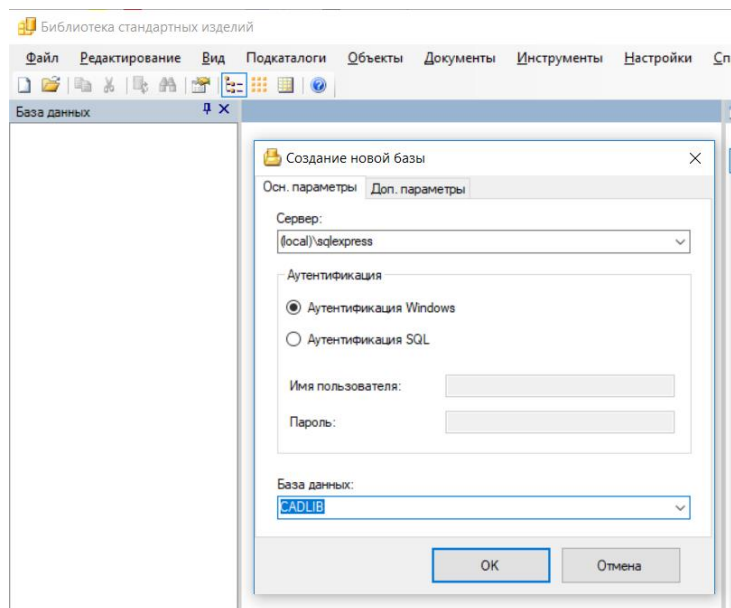 Библиотека стандартных изделий
Файл Редактирование Вид Подкаталоги Объекты Документы Инструменты Настройки
База данных
Создание новой базы
Осн. параметры Доп. параметры
Сервер:
(local)\sqlexpress
Аутентификация
Аутентификация Windows
Аутентификация SQL
Имя пользователя:
Пароль:
База данных:
CADLIB
OK Отмена